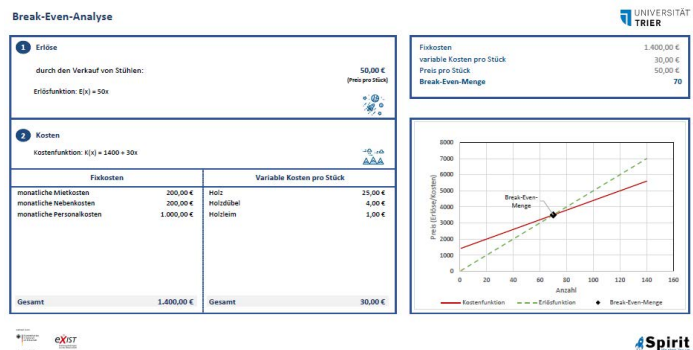 Break-Even-Analyse
UNIVERSITÄT
TRIER
1 Erlöse
durch den Verkauf von Stühlen: 50,00 €
(Preis pro Stück)
Erlösfunktion: E(x) = 50x
2 Kosten
Kostenfunktion: K(x) = 1400 + 30x
Fixkosten Variable Kosten pro Stück
monatliche Mietkosten 200,00 € Holz 25,00 €
monatliche Nebenkosten 200,00 € Holzdübel 4,00 €
monatliche Personalkosten 1.000,00 € Holzleim 1,00 €
Gesamt 1.400,00 € Gesamt 30,00 €
Fixkosten 1.400,00 €
variable Kosten pro Stück 30,00 €
Preis pro Stück 50,00 €
Break-Even-Menge 70
8000
7000
6000
5000
4000
3000
2000
1000
0
Preis (Erlöse/Kosten)
Break-Even-
Menge
0 20 40 60 80 100 120 140 160
Anzahl
Kostenfunktion Erlösfunktion Break-Even-Menge
exist
Spirit